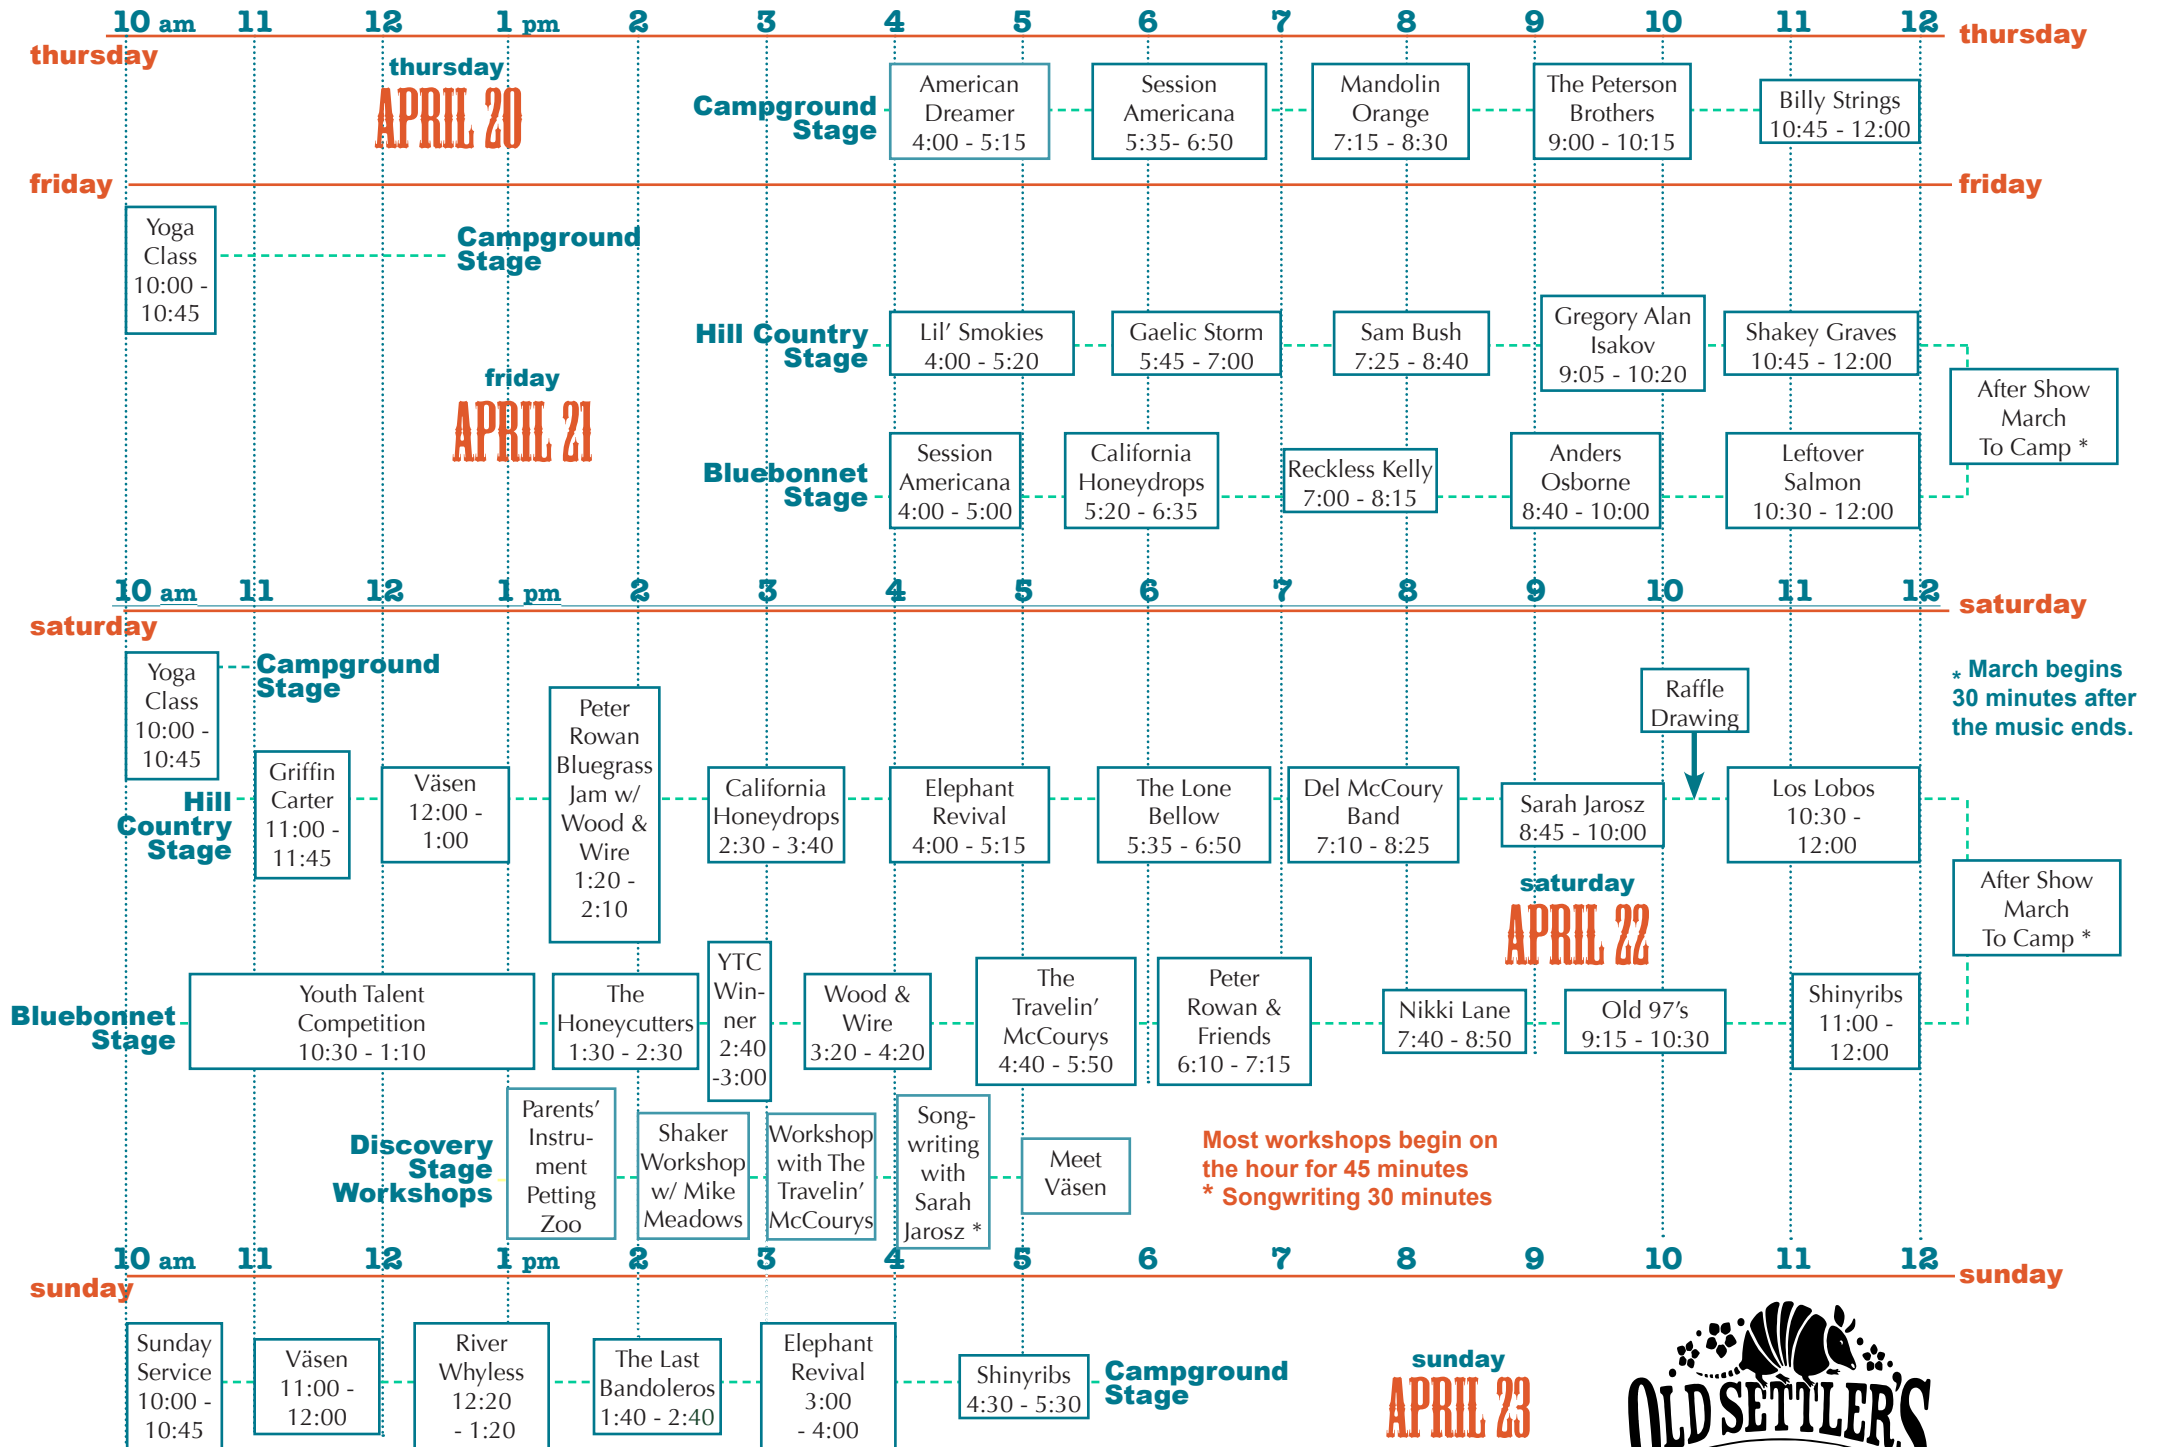 10 am 11 12 1 pm 2 3 4 5 6 7 8 9 10 11 12
thursday
thursday
thursday
APRIL 20
Campground
Stage
American
Dreamer
4:00 - 5:15
Session
Americana
5:35- 6:50
Mandolin
Orange
7:15 - 8:30
The Peterson
Brothers
9:00 - 10:15
Billy Strings
10:45 - 12:00
friday
friday
Yoga
Class
10:00 -
10:45
Campground
Stage
friday
APRIL 21
Hill Country
Stage
Lil’ Smokies
4:00 - 5:20
Gaelic Storm
5:45 - 7:00
Sam Bush
7:25 - 8:40
Gregory Alan
Isakov
9:05 - 10:20
Shakey Graves
10:45 - 12:00
After Show
March
To Camp *
Bluebonnet
Stage
Session
Americana
4:00 - 5:00
California
Honeydrops
5:20 - 6:35
Reckless Kelly
7:00 - 8:15
Anders
Osborne
8:40 - 10:00
Leftover
Salmon
10:30 - 12:00
10 am 11 12 1 pm 2 3 4 5 6 7 8 9 10 11 12
saturday
saturday
Yoga
Class
10:00 -
10:45
Campground
Stage
Raffle
Drawing
* March begins
30 minutes after
the music ends.
Hill
Country
Stage
Griffin
Carter
11:00 -
11:45
Väsen
12:00 -
1:00
Peter
Rowan
Bluegrass
Jam w/
Wood &
Wire
1:20 -
2:10
California
Honeydrops
2:30 - 3:40
Elephant
Revival
4:00 - 5:15
The Lone
Bellow
5:35 - 6:50
Del McCoury
Band
7:10 - 8:25
Sarah Jarosz
8:45 - 10:00
Los Lobos
10:30 -
12:00
saturday
APRIL 22
After Show
March
To Camp *
Bluebonnet
Stage
Youth Talent
Competition
10:30 - 1:10
The
Honeycutters
1:30 - 2:30
YTC
Win-
ner
2:40
-3:00
Wood &
Wire
3:20 - 4:20
The
Travelin’
McCourys
4:40 - 5:50
Peter
Rowan &
Friends
6:10 - 7:15
Nikki Lane
7:40 - 8:50
Old 97’s
9:15 - 10:30
Shinyribs
11:00 -
12:00
Discovery
Stage
Workshops
Parents’
Instru-
ment
Petting
Zoo
Shaker
Workshop
w/ Mike
Meadows
Workshop
with The
Travelin’
McCourys
Song-
writing
with
Sarah
Jarosz *
Meet
Väsen
Most workshops begin on
the hour for 45 minutes
* Songwriting 30 minutes
10 am 11 12 1 pm 2 3 4 5 6 7 8 9 10 11 12
sunday
sunday
Sunday
Service
10:00 -
10:45
Väsen
11:00 -
12:00
River
Whyless
12:20
- 1:20
The Last
Bandoleros
1:40 - 2:40
Elephant
Revival
3:00
- 4:00
Shinyribs
4:30 - 5:30
Campground
Stage
sunday
APRIL 23
OLD SETTLER'S